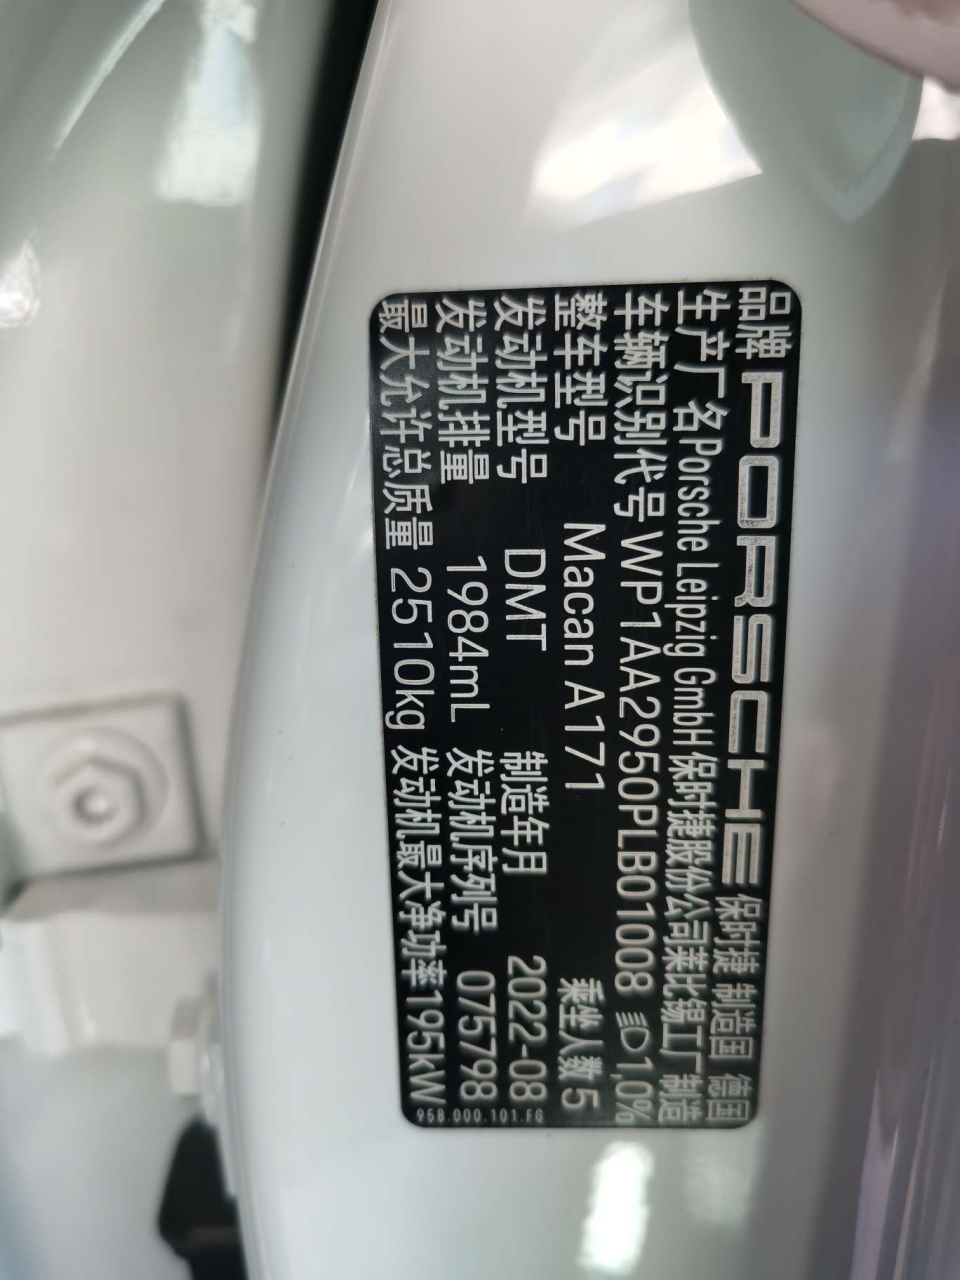 品牌 PORSCHE 保时捷 制造国 德国
生产厂名 Porsche Leipzig GmbH 保时捷股份公司莱比锡工厂 制造
车辆识别代号 WP1AA2950PLB01008 1,0%
整车型号 Macan A171 乘坐人数 5
发动机型号 DMT 制造年月 2022-08
发动机排量 1984mL 发动机序列号 075798
最大允许总质量 2510kg 发动机最大净功率 195kW
958.000.101.FG